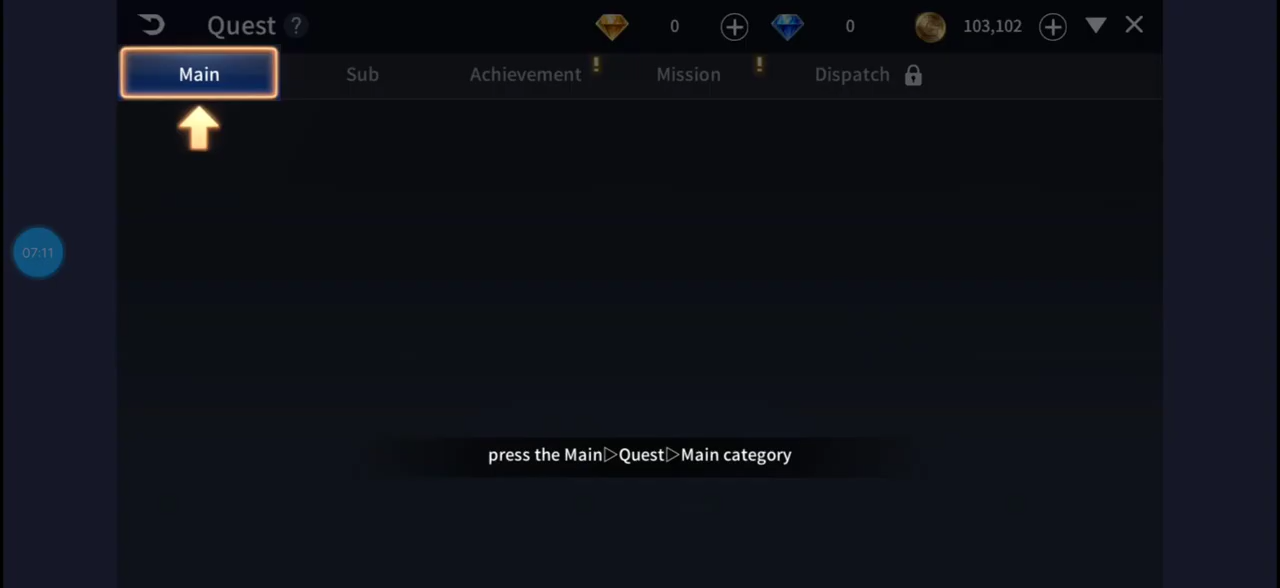 Quest ? 0 0 103,102
Main Sub Achievement ! Mission ! Dispatch
07:11
press the Main▷Quest▷Main category